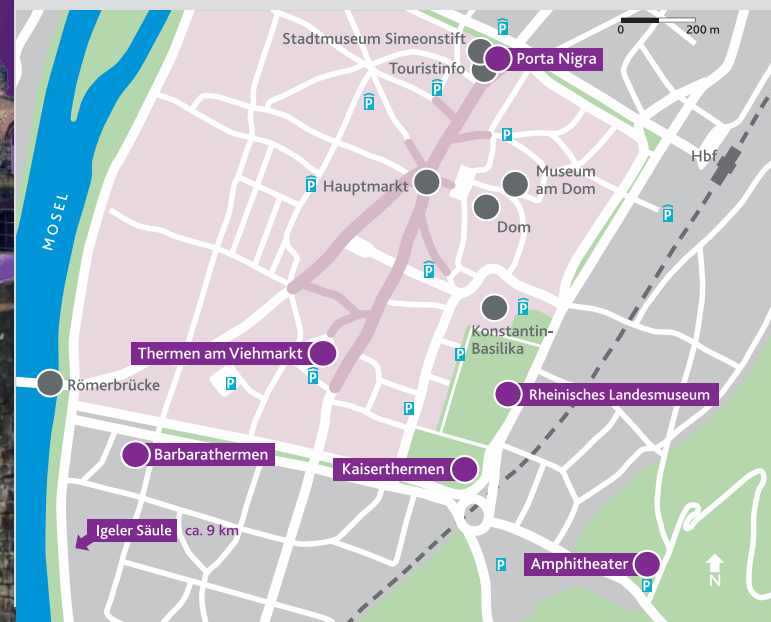 0 200 m
Stadtmuseum Simeonstift
Porta Nigra
Touristinfo
P
P
P
P
Hbf
Museum
am Dom
P
Hauptmarkt
Dom
P
MOSEL
P
P
Konstantin-
Basilika
Thermen am Viehmarkt
P
P
P
Römerbrücke
Rheinisches Landesmuseum
P
Barbarathermen
Kaiserthermen
Igeler Säule ca. 9 km
Amphitheater
P
P
N